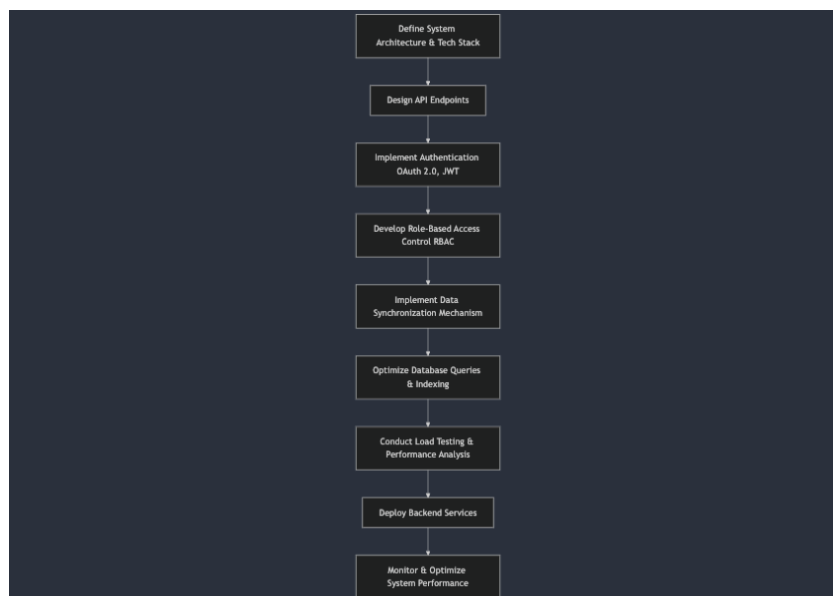 Define System
Architecture & Tech Stack
Design API Endpoints
Implement Authentication
OAuth 2.0, JWT
Develop Role-Based Access
Control RBAC
Implement Data
Synchronization Mechanism
Optimize Database Queries
& Indexing
Conduct Load Testing &
Performance Analysis
Deploy Backend Services
Monitor & Optimize
System Performance